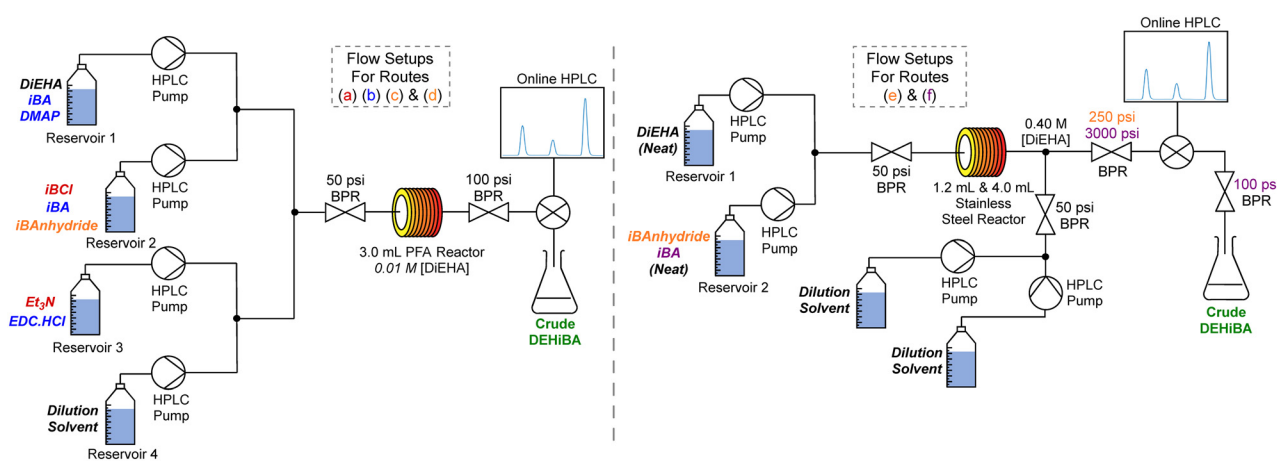 HPLC
Pump
DiEHA
iBA
DMAP
Reservoir 1
HPLC
Pump
iBCl
iBA
iBAnhydride
Reservoir 2
HPLC
Pump
Et3N
EDC.HCl
Reservoir 3
HPLC
Pump
Dilution
Solvent
Reservoir 4
Flow Setups
For Routes
(a) (b) (c) & (d)
50 psi
BPR
3.0 mL PFA Reactor
0.01 M [DiEHA]
100 psi
BPR
Online HPLC
Crude
DEHiBA
HPLC
Pump
DiEHA
(Neat)
Reservoir 1
HPLC
Pump
iBAnhydride
iBA
(Neat)
Reservoir 2
Flow Setups
For Routes
(e) & (f)
50 psi
BPR
1.2 mL & 4.0 mL
Stainless
Steel Reactor
0.40 M
[DiEHA]
250 psi
3000 psi
BPR
Online HPLC
50 psi
BPR
HPLC
Pump
Dilution
Solvent
HPLC
Pump
Dilution
Solvent
100 ps
BPR
Crude
DEHiBA